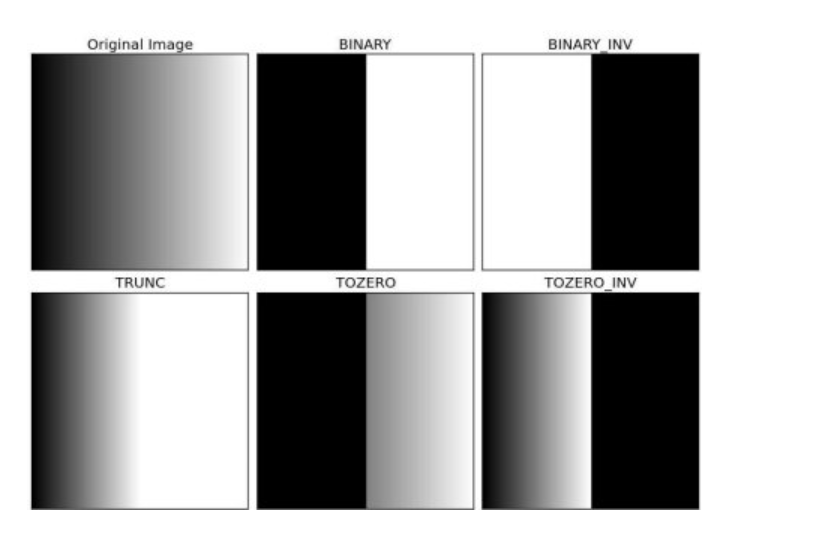 Original Image
BINARY
BINARY_INV
TRUNC
TOZERO
TOZERO_INV